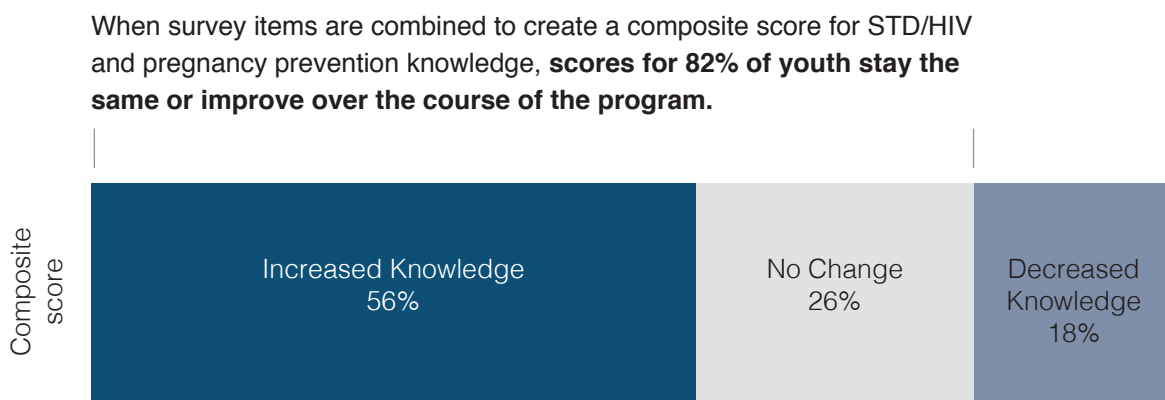 When survey items are combined to create a composite score for STD/HIV
and pregnancy prevention knowledge, scores for 82% of youth stay the
same or improve over the course of the program.
Composite
score
Increased Knowledge
56%
No Change
26%
Decreased
Knowledge
18%